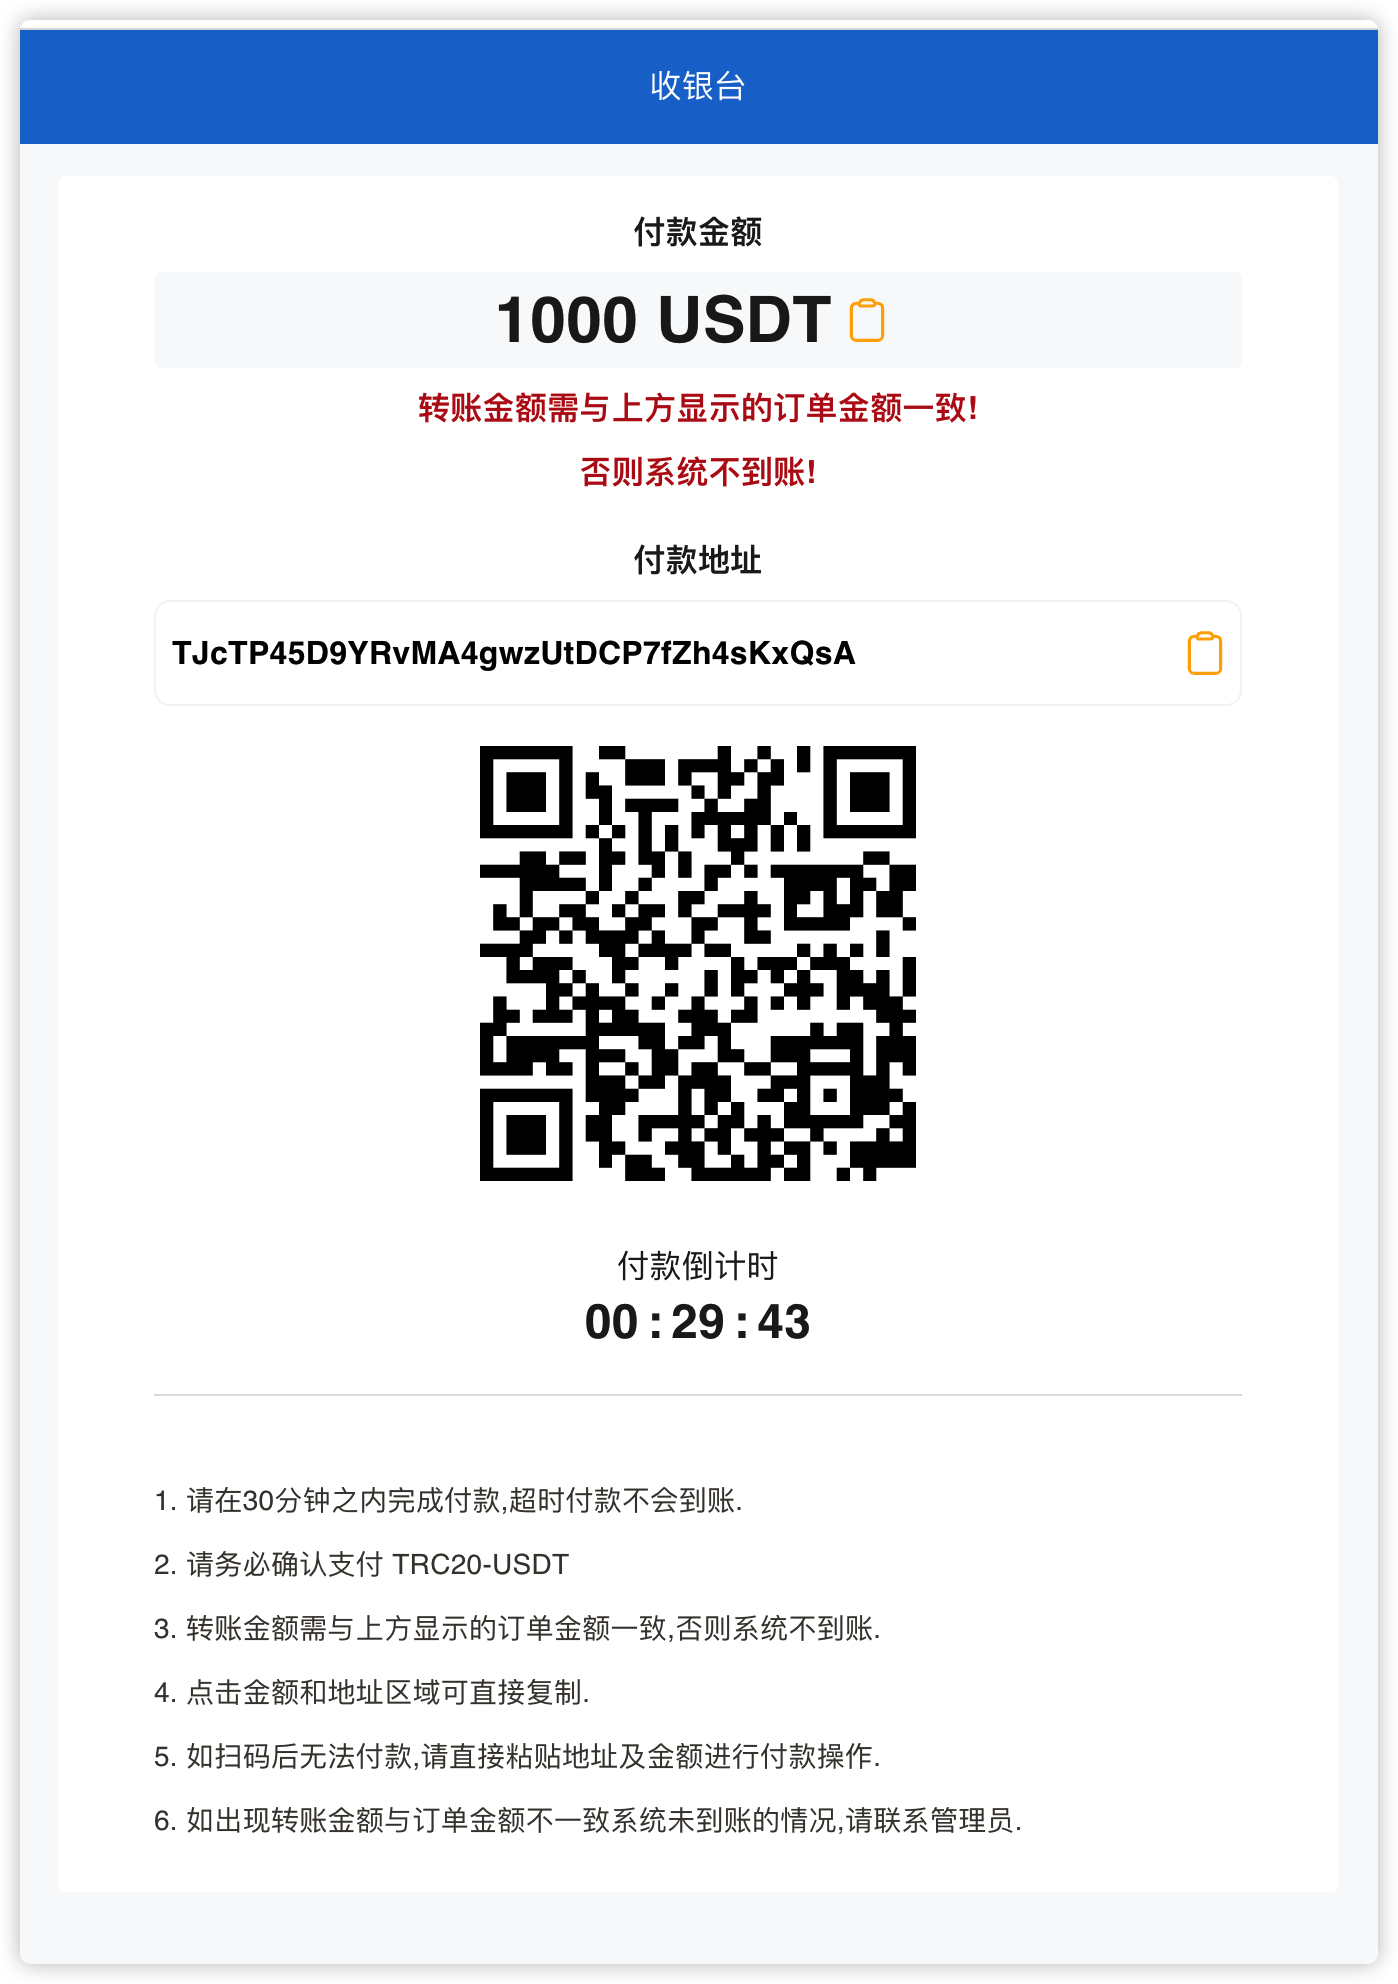 收银台
付款金额
1000 USDT
转账金额需与上方显示的订单金额一致!
否则系统不到账!
付款地址
TJcTP45D9YRvMA4gwzUtDCP7fZh4sKxQsA
付款倒计时
00 : 29 : 43
1. 请在30分钟之内完成付款,超时付款不会到账.
2. 请务必确认支付 TRC20-USDT
3. 转账金额需与上方显示的订单金额一致,否则系统不到账.
4. 点击金额和地址区域可直接复制.
5. 如扫码后无法付款,请直接粘贴地址及金额进行付款操作.
6. 如出现转账金额与订单金额不一致系统未到账的情况,请联系管理员.